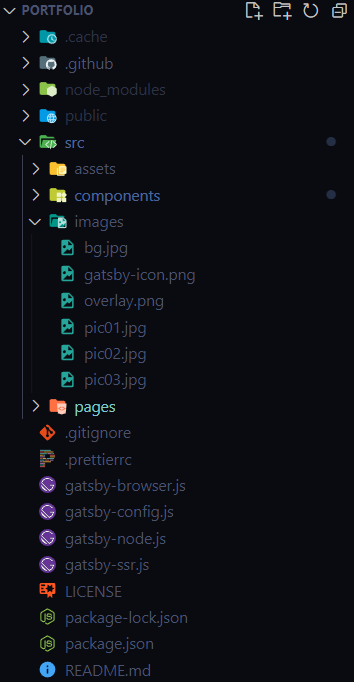 PORTFOLIO
.cache
.github
node_modules
public
src
assets
components
images
bg.jpg
gatsby-icon.png
overlay.png
pic01.jpg
pic02.jpg
pic03.jpg
pages
.gitignore
.prettierrc
gatsby-browser.js
gatsby-config.js
gatsby-node.js
gatsby-ssr.js
LICENSE
package-lock.json
package.json
README.md